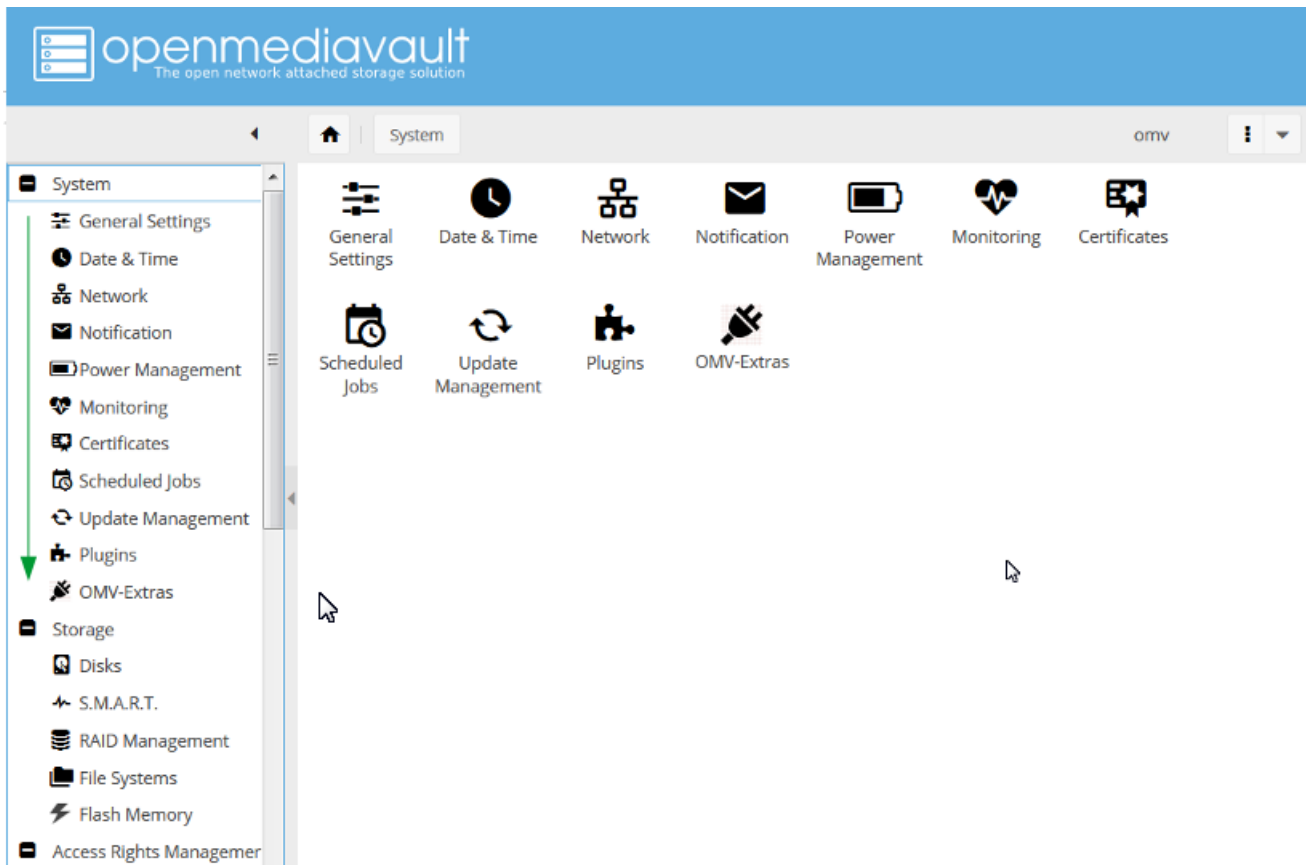 openmediavault
The open network attached storage solution
System
omv
System
General Settings
Date & Time
Network
Notification
Power Management
Monitoring
Certificates
Scheduled Jobs
Update Management
Plugins
OMV-Extras
Storage
Disks
S.M.A.R.T.
RAID Management
File Systems
Flash Memory
Access Rights Managemer
General
Settings
Date & Time
Network
Notification
Power
Management
Monitoring
Certificates
Scheduled
Jobs
Update
Management
Plugins
OMV-Extras